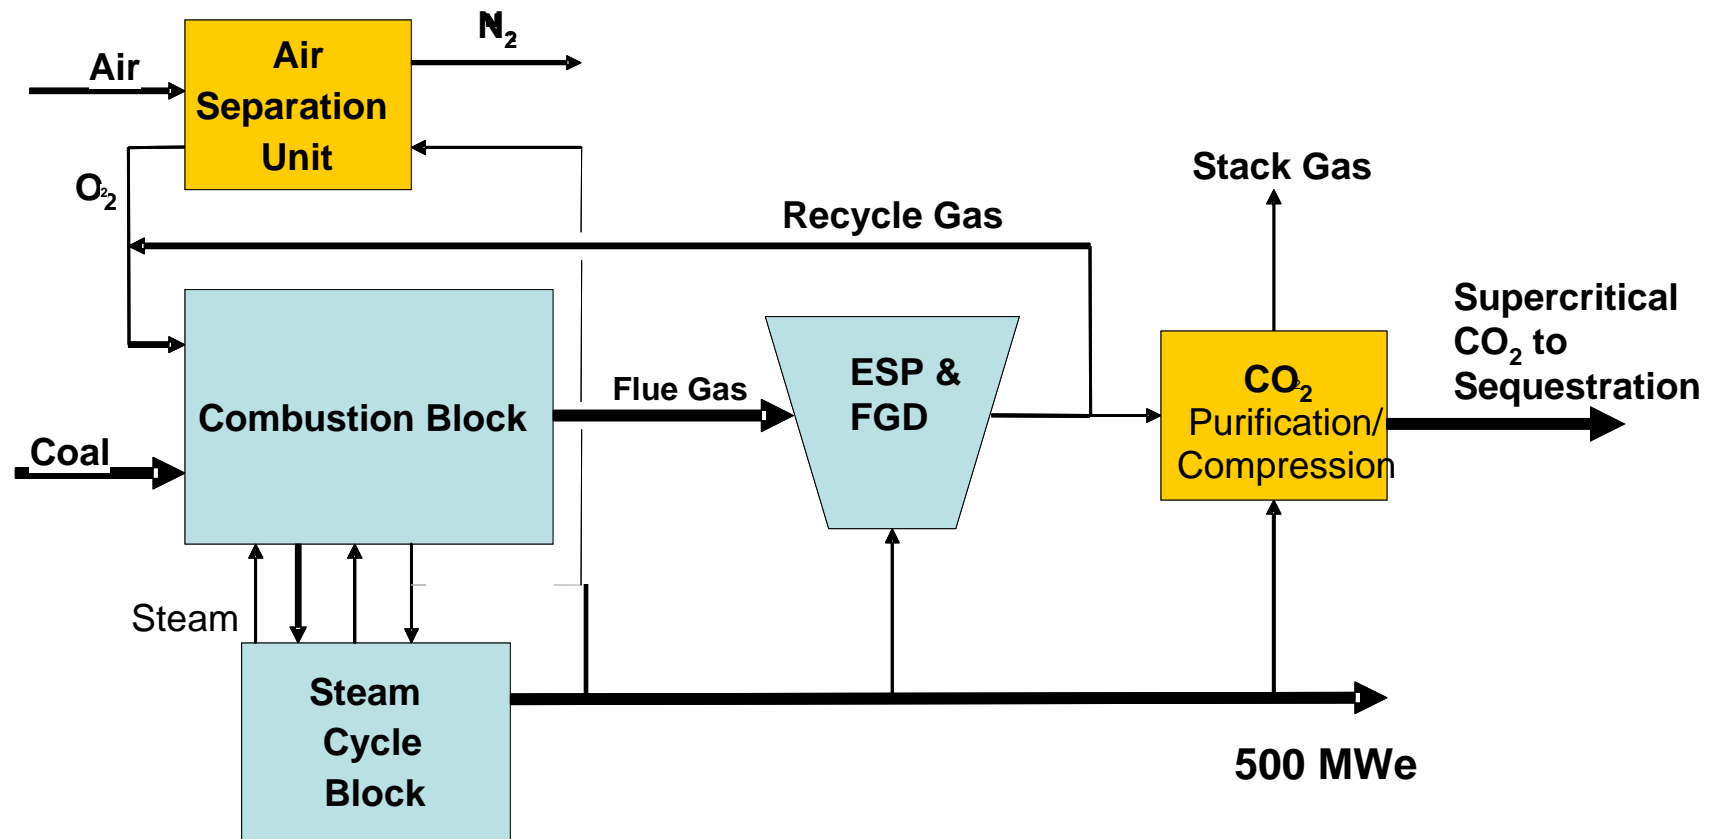 N₂
Air
Air
Separation
Unit
O₂
Stack Gas
Recycle Gas
Supercritical
CO₂ to
Sequestration
Combustion Block
Flue Gas
ESP &
FGD
CO₂
Purification/
Compression
Coal
Steam
Steam
Cycle
Block
500 MWe